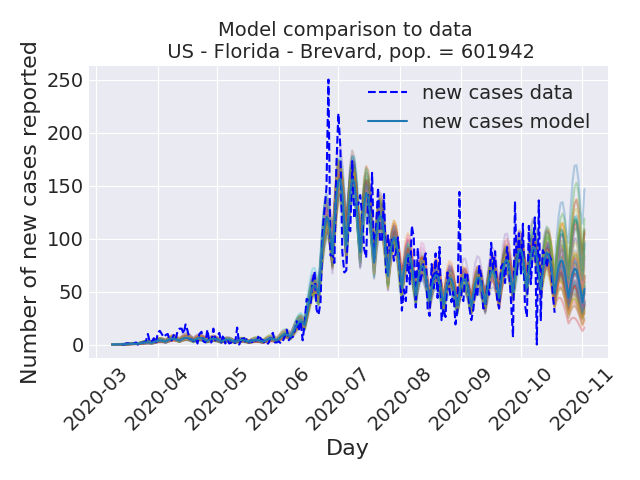 Model comparison to data
US - Florida - Brevard, pop. = 601942
Number of new cases reported
250
200
150
100
50
0
new cases data
new cases model
2020-03
2020-04
2020-05
2020-06
2020-07
2020-08
2020-09
2020-10
2020-11
Day